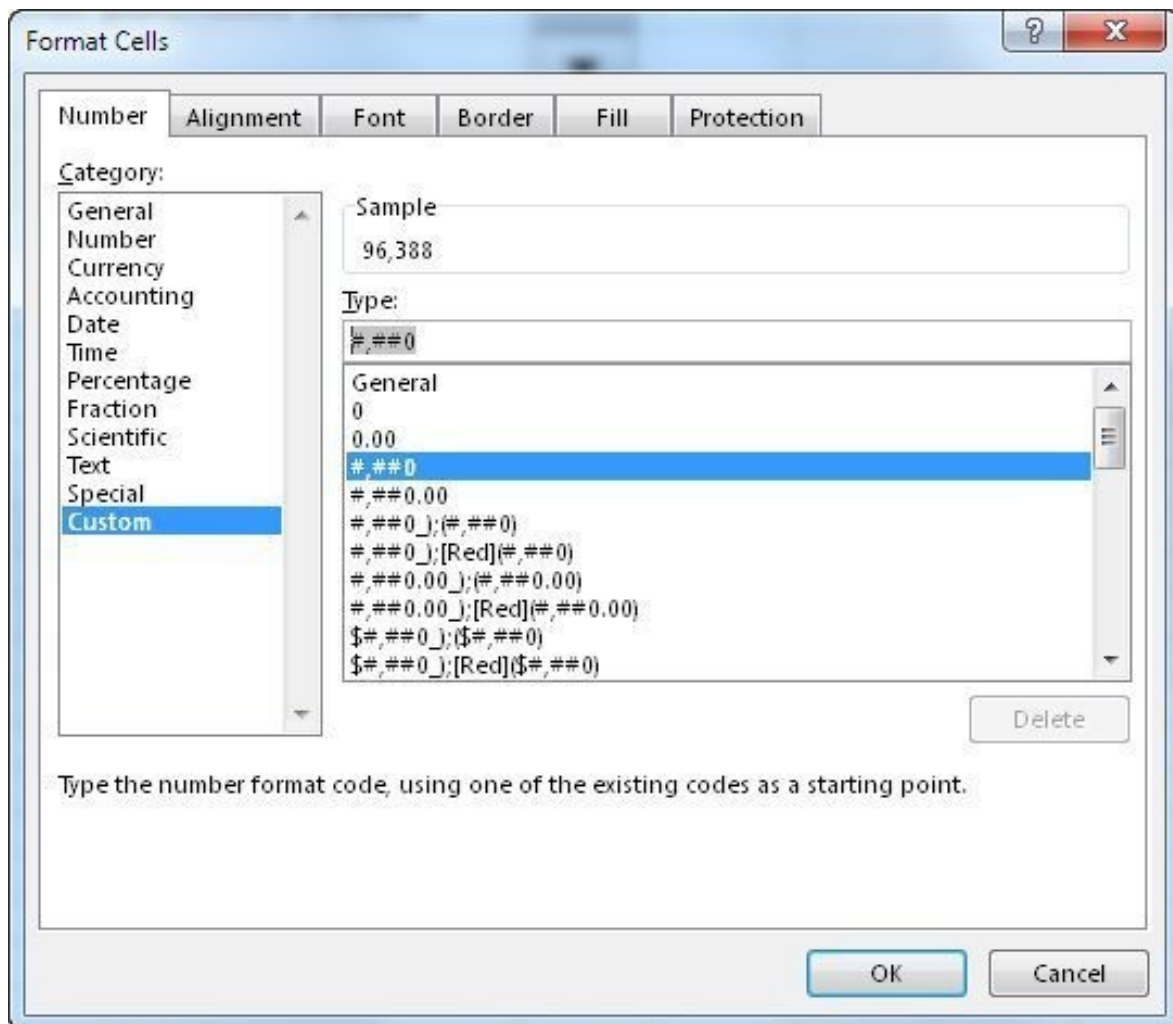 Format Cells
Number Alignment Font Border Fill Protection
Category:
General
Number
Currency
Accounting
Date
Time
Percentage
Fraction
Scientific
Text
Special
Custom
Sample
96,388
Type:
#,##0
General
0
0.00
#,##0
#,##0.00
#,##0_);(#,##0)
#,##0_);[Red](#,##0)
#,##0.00_);(#,##0.00)
#,##0.00_);[Red](#,##0.00)
$#,##0_);($#,##0)
$#,##0_);[Red]($#,##0)
Delete
Type the number format code, using one of the existing codes as a starting point.
OK Cancel